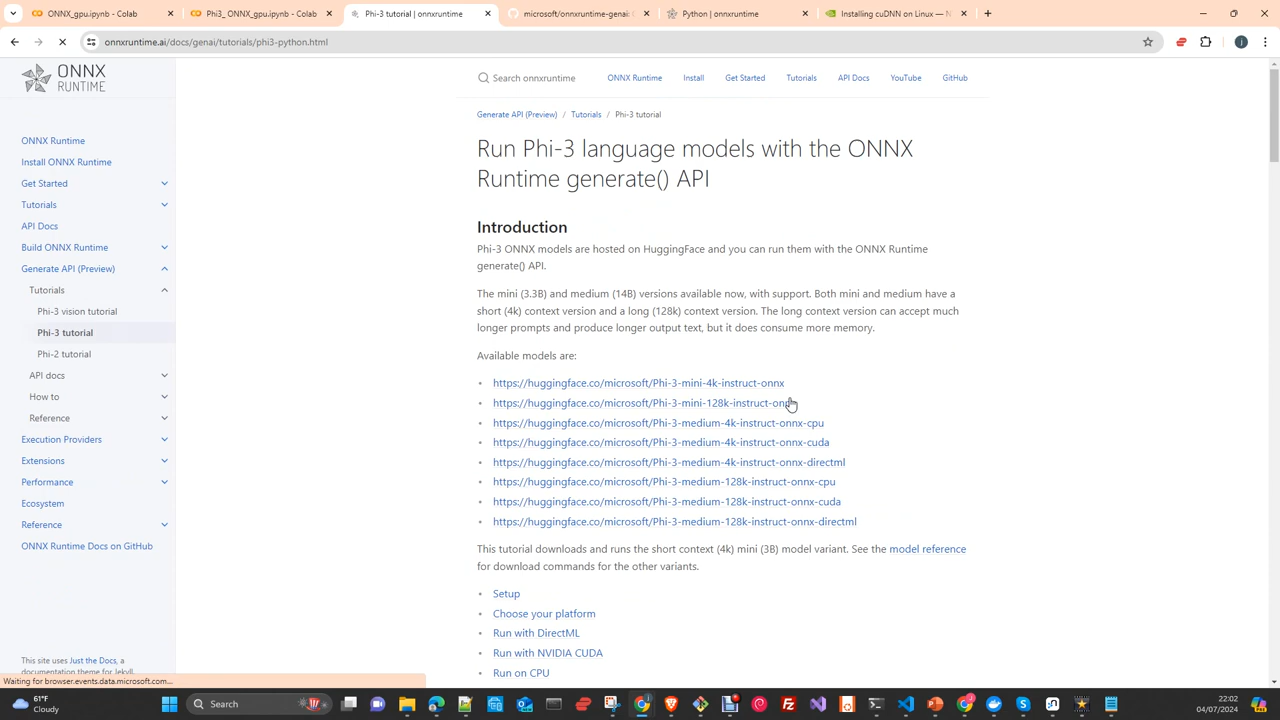 ONNX_gpu.ipynb - Colab
Phi3_ ONNX_gpu.ipynb - Colab
Phi-3 tutorial | onnxruntime
microsoft/onnxruntime-genai:
Python | onnxruntime
Installing cuDNN on Linux — N
onnxruntime.ai/docs/genai/tutorials/phi3-python.html
ONNX
RUNTIME
Search onnxruntime
ONNX Runtime
Install
Get Started
Tutorials
API Docs
YouTube
GitHub
ONNX Runtime
Install ONNX Runtime
Get Started
Tutorials
API Docs
Build ONNX Runtime
Generate API (Preview)
Tutorials
Phi-3 vision tutorial
Phi-3 tutorial
Phi-2 tutorial
API docs
How to
Reference
Execution Providers
Extensions
Performance
Ecosystem
Reference
ONNX Runtime Docs on GitHub
This site uses Just the Docs, a
documentation theme for Jekyll.
Generate API (Preview) / Tutorials / Phi-3 tutorial
Run Phi-3 language models with the ONNX
Runtime generate() API
Introduction
Phi-3 ONNX models are hosted on HuggingFace and you can run them with the ONNX Runtime
generate() API.
The mini (3.3B) and medium (14B) versions available now, with support. Both mini and medium have a
short (4k) context version and a long (128k) context version. The long context version can accept much
longer prompts and produce longer output text, but it does consume more memory.
Available models are:
https://huggingface.co/microsoft/Phi-3-mini-4k-instruct-onnx
https://huggingface.co/microsoft/Phi-3-mini-128k-instruct-onnx
https://huggingface.co/microsoft/Phi-3-medium-4k-instruct-onnx-cpu
https://huggingface.co/microsoft/Phi-3-medium-4k-instruct-onnx-cuda
https://huggingface.co/microsoft/Phi-3-medium-4k-instruct-onnx-directml
https://huggingface.co/microsoft/Phi-3-medium-128k-instruct-onnx-cpu
https://huggingface.co/microsoft/Phi-3-medium-128k-instruct-onnx-cuda
https://huggingface.co/microsoft/Phi-3-medium-128k-instruct-onnx-directml
This tutorial downloads and runs the short context (4k) mini (3B) model variant. See the model reference
for download commands for the other variants.
Setup
Choose your platform
Run with DirectML
Run with NVIDIA CUDA
Run on CPU
Waiting for browser.events.data.microsoft.com...
61°F
Cloudy
Search
22:02
04/07/2024